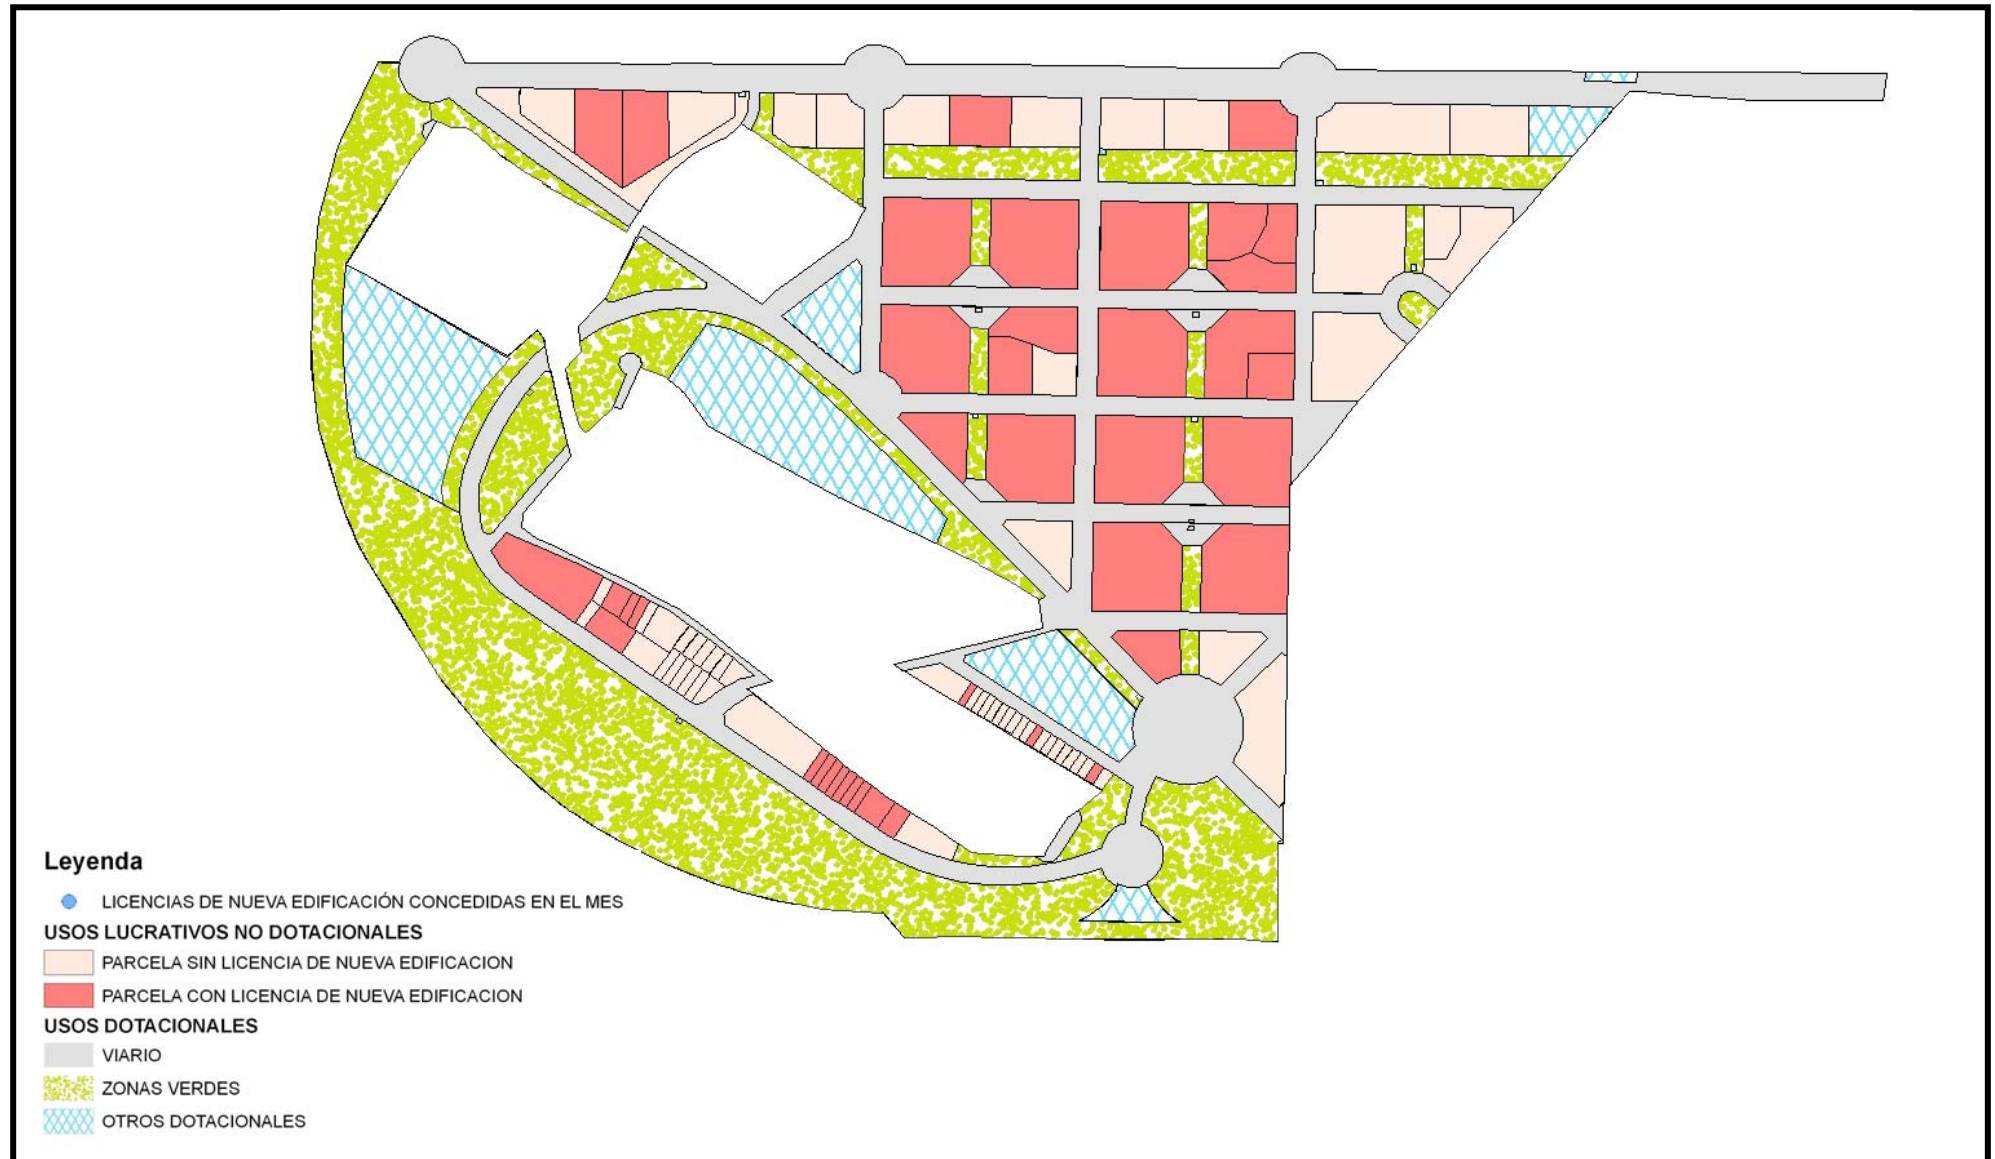 Leyenda
LICENCIAS DE NUEVA EDIFICACIÓN CONCEDIDAS EN EL MES
USOS LUCRATIVOS NO DOTACIONALES
PARCELA SIN LICENCIA DE NUEVA EDIFICACION
PARCELA CON LICENCIA DE NUEVA EDIFICACION
USOS DOTACIONALES
VIARIO
ZONAS VERDES
OTROS DOTACIONALES